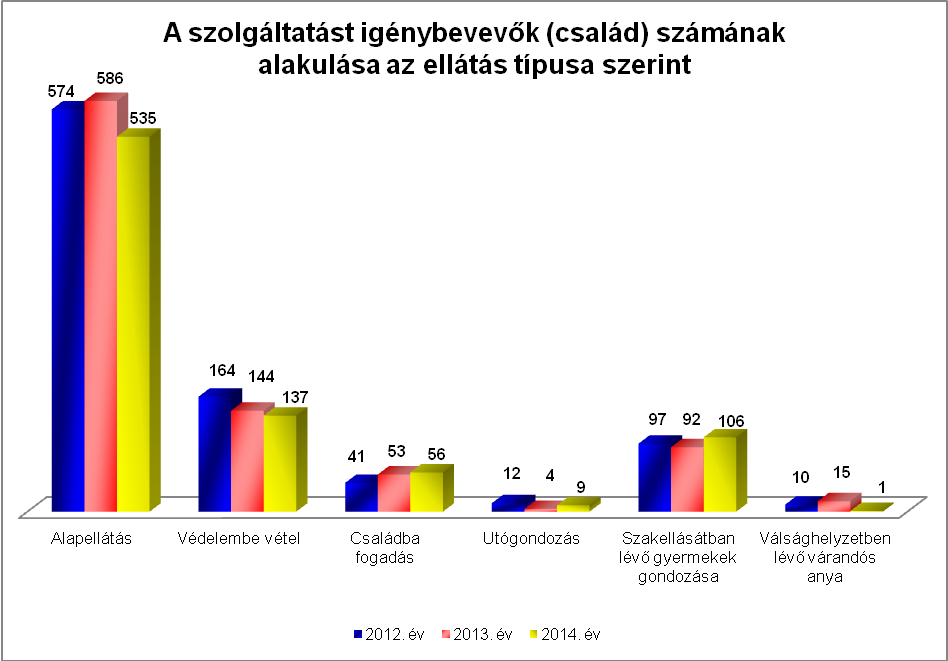 A szolgáltatást igénybevevők (család) számának
alakulása az ellátás típusa szerint
574
586
535
164
144
137
41
53
56
12
4
9
97
92
106
10
15
1
Alapellátás
Védelembe vétel
Családba
fogadás
Utógondozás
Szakellásátban
lévő gyermekek
gondozása
Válsághelyzetben
lévő várandós
anya
2012. év
2013. év
2014. év